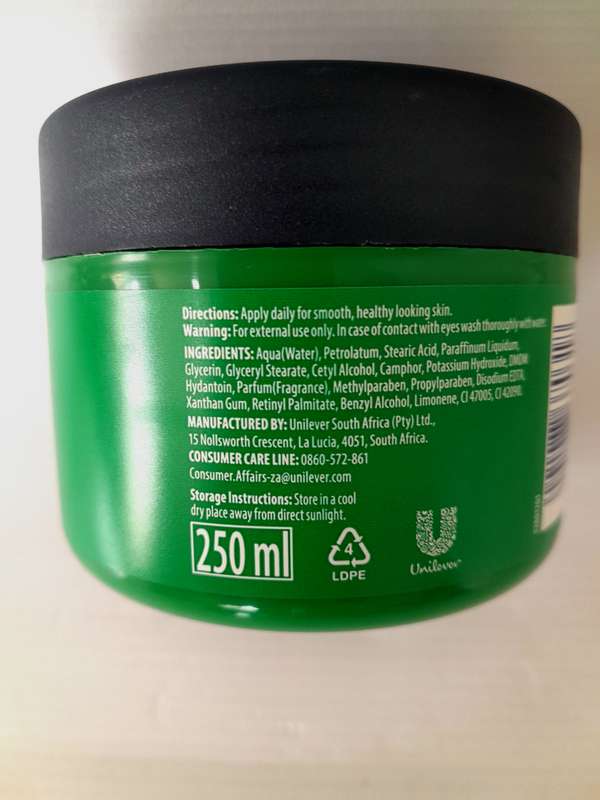 Directions: Apply daily for smooth, healthy looking skin.
Warning: For external use only. In case of contact with eyes wash thoroughly with water.
INGREDIENTS: Aqua(Water), Petrolatum, Stearic Acid, Paraffinum Liquidum,
Glycerin, Glyceryl Stearate, Cetyl Alcohol, Camphor, Potassium Hydroxide, DMDM
Hydantoin, Parfum(Fragrance), Methylparaben, Propylparaben, Disodium EDTA,
Xanthan Gum, Retinyl Palmitate, Benzyl Alcohol, Limonene, CI 47005, CI 42090.
MANUFACTURED BY: Unilever South Africa (Pty) Ltd.,
15 Nollsworth Crescent, La Lucia, 4051, South Africa.
CONSUMER CARE LINE: 0860-572-861
Consumer.Affairs-za@unilever.com
Storage Instructions: Store in a cool
dry place away from direct sunlight.
250 ml
4
LDPE
Unilever